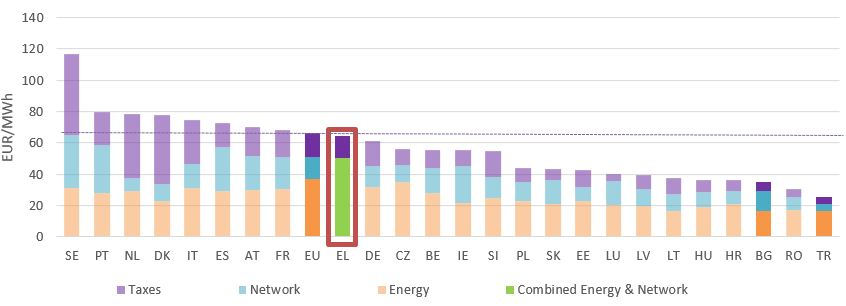 EUR/MWh
140
120
100
80
60
40
20
0
SE PT NL DK IT ES AT FR EU EL DE CZ BE IE SI PL SK EE LU LV LT HU HR BG RO TR
Taxes Network Energy Combined Energy & Network